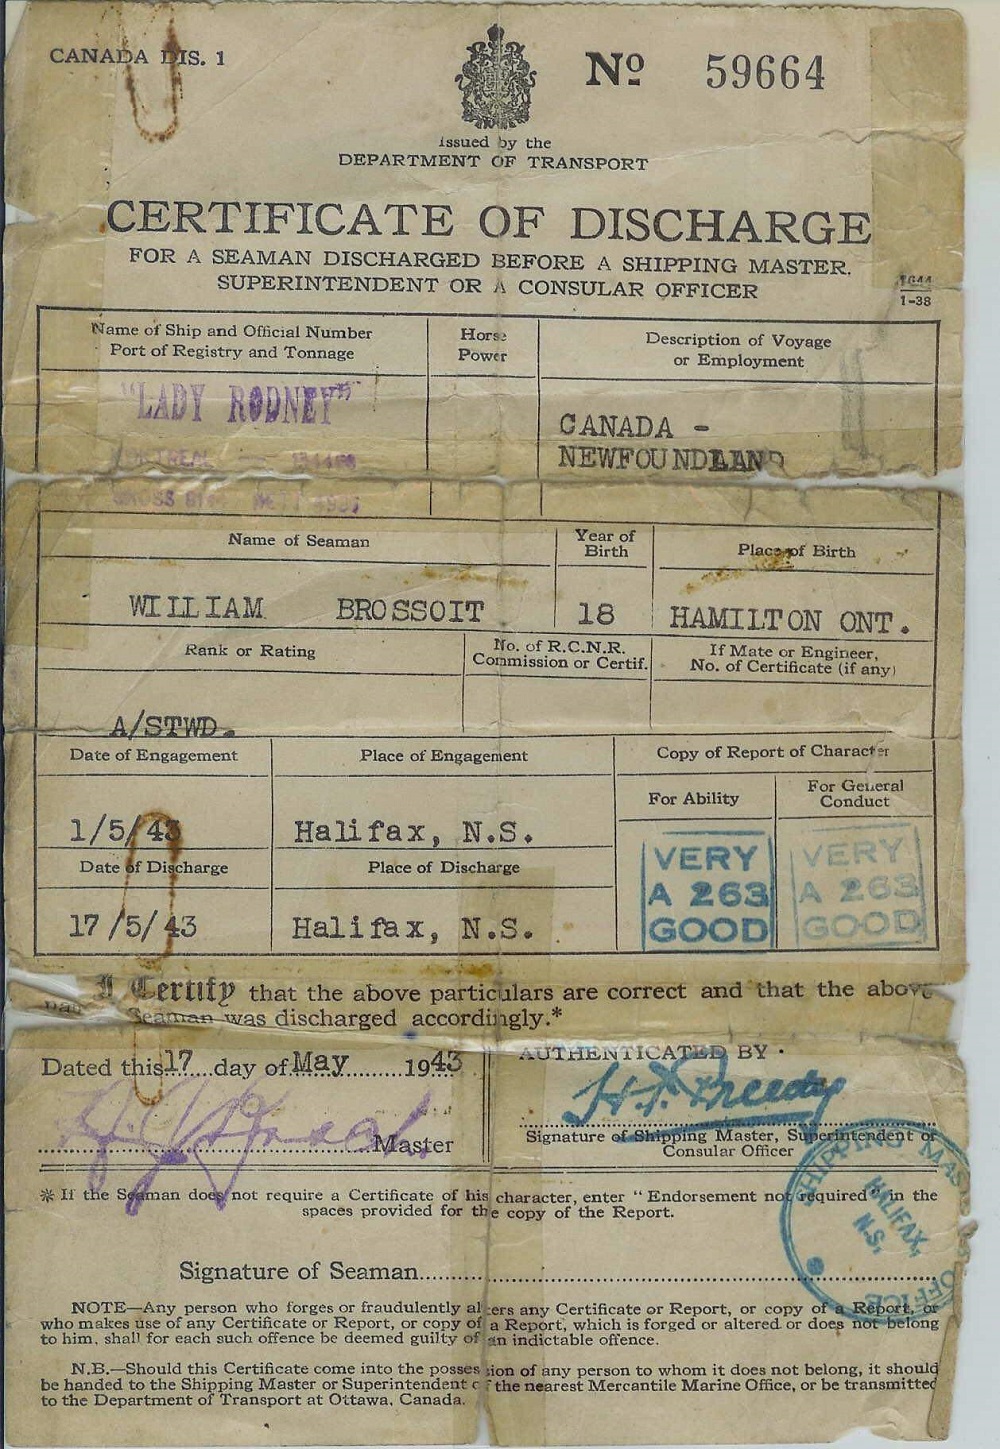 CANADA DIS. 1
Nº 59664
issued by the
DEPARTMENT OF TRANSPORT
CERTIFICATE OF DISCHARGE
FOR A SEAMAN DISCHARGED BEFORE A SHIPPING MASTER.
SUPERINTENDENT OR A CONSULAR OFFICER
1-38
Name of Ship and Official Number
Port of Registry and Tonnage
Horse
Power
Description of Voyage
or Employment
"LADY RODNEY"
MONTREAL
CANADA -
NEWFOUNDLAND
GROSS NETT
Name of Seaman
Year of
Birth
Place of Birth
WILLIAM BROSSOIT
18
HAMILTON ONT.
Rank or Rating
No. of R.C.N.R.
Commission or Certif.
If Mate or Engineer,
No. of Certificate (if any)
A/STWD.
Date of Engagement
Place of Engagement
Copy of Report of Character
For Ability
For General
Conduct
1/5/43
Halifax, N.S.
Date of Discharge
Place of Discharge
17/5/43
Halifax, N.S.
VERY
A 263
GOOD
VERY
A 263
GOOD
I Certify that the above particulars are correct and that the above
Seaman was discharged accordingly.*
Dated this 17 day of May 1943
AUTHENTICATED BY
Master
Signature of Shipping Master, Superintendent or
Consular Officer
SHIPPING MAS OFFICE
HALIFAX,
N.S.
※ If the Seaman does not require a Certificate of his character, enter “ Endorsement not required” in the
spaces provided for the copy of the Report.
Signature of Seaman
NOTE—Any person who forges or fraudulently alters any Certificate or Report, or copy of a Report, or
who makes use of any Certificate or Report, or copy of a Report, which is forged or altered or does not belong
to him, shall for each such offence be deemed guilty of an indictable offence.
N.B.—Should this Certificate come into the possession of any person to whom it does not belong, it should
be handed to the Shipping Master or Superintendent of the nearest Mercantile Marine Office, or be transmitted
to the Department of Transport at Ottawa, Canada.